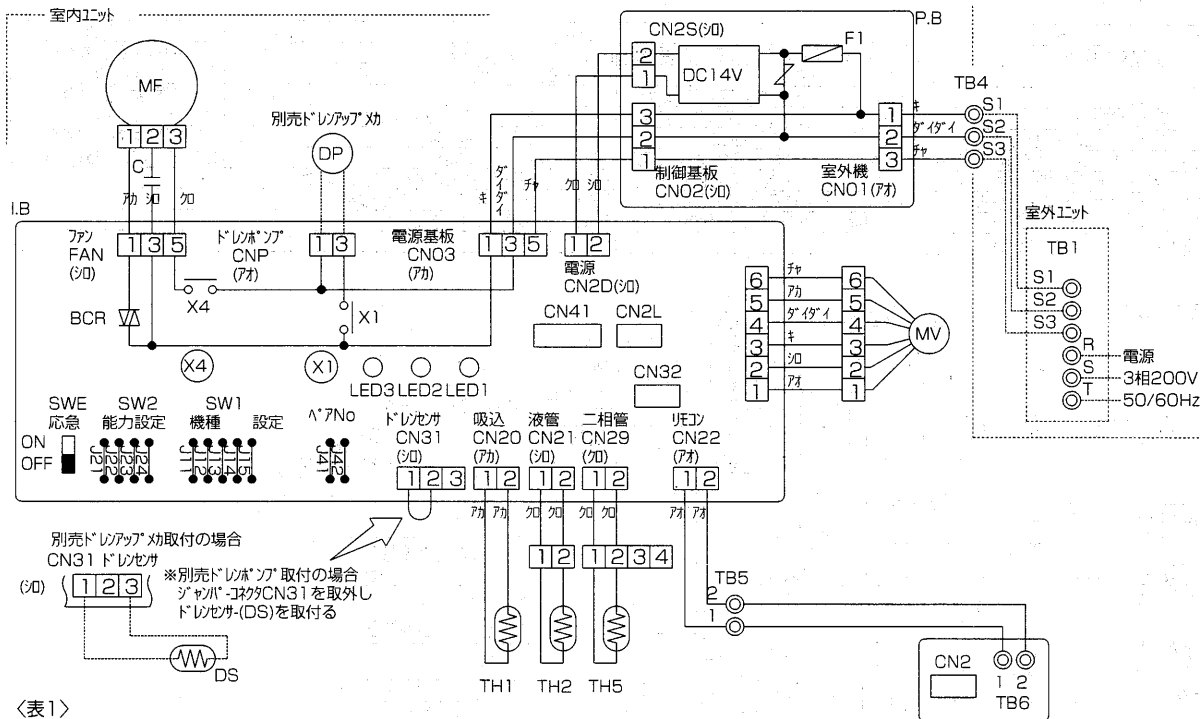 室内ユニット
MF
1 2 3
C
アカ シロ クロ
別売ドレンアップメカ
DP
キ ダイダイ チャ クロ シロ
P.B
CN2S(シロ)
2
1
DC14V
F1
3
2
1
制御基板
CN02(シロ)
室外機
CN01(アオ)
1
2
3
キ
ダイダイ
チャ
TB4
S1
S2
S3
I.B
ファン
FAN
(シロ)
1 3 5
ドレンポンプ
CNP
(アオ)
1 3
電源基板
CN03
(アカ)
1 3 5
1 2
電源
CN2D(シロ)
X4
X1
BCR
X4
X1
LED3 LED2 LED1
CN41
CN2L
CN32
6 チャ 6
5 アカ 5
4 ダイダイ 4
3 キ 3
2 シロ 2
1 アオ 1
MV
室外ユニット
TB1
S1
S2
S3
R
S
T
電源
3相200V
50/60Hz
SWE
応急
ON
OFF
SW2
能力設定
J21 J22 J23 J24
SW1
機種 設定
J11 J12 J13 J14 J15
ペアNo
J41 J42
ドレンセンサ
CN31
(シロ)
1 2 3
吸込
CN20
(アカ)
1 2
液管
CN21
(シロ)
1 2
二相管
CN29
(クロ)
1 2
リモコン
CN22
(アオ)
1 2
アカ アカ クロ クロ クロ クロ アオ アオ
1 2
1 2 3 4
TH1 TH2 TH5
TB5
2
1
CN2
1 2
TB6
別売ドレンアップメカ取付の場合
CN31 ドレンセンサ
(シロ)
1 2 3
DS
※別売ドレンポンプ取付の場合
ジャンパーコネクタCN31を取外し
ドレンセンサー(DS)を取付る
〈表1〉